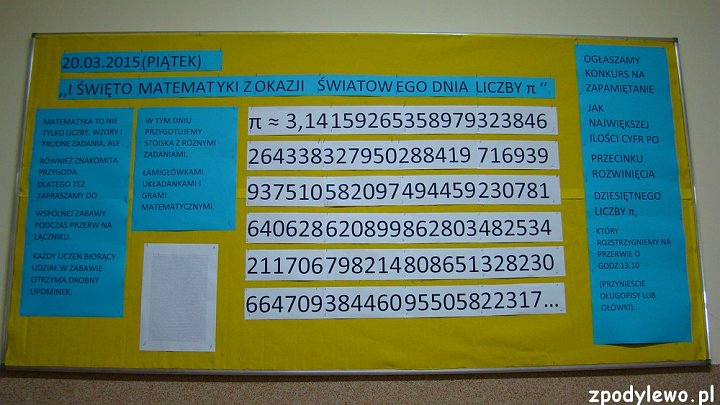 20.03.2015(PIĄTEK)
,,I ŚWIĘTO MATEMATYKI Z OKAZJI ŚWIATOWEGO DNIA LICZBY π ‘‘
MATEMATYKA TO NIE
TYLKO LICZBY, WZORY I
TRUDNE ZADANIA, ALE
RÓWNIEŻ ZNAKOMITA
PRZYGODA.
DLATEGO TEŻ
ZAPRASZAMY DO
WSPÓLNEJ ZABAWY
PODCZAS PRZERW NA
ŁĄCZNIKU.
KAŻDY UCZEŃ BIORĄCY
UDZIAŁ W ZABAWIE
OTRZYMA DROBNY
UPOMINEK.
W TYM DNIU
PRZYGOTUJEMY
STOISKA Z RÓŻNYMI
ZADANIAMI,
ŁAMIGŁÓWKAMI,
UKŁADANKAMI I
GRAMI
MATEMATYCZNYMI.
π ≈ 3,14159265358979323846
264338327950288419 716939
937510582097494459230781
640628620899862803482534
211706798214808651328230
66470938446095505822317...
OGŁASZAMY
KONKURS NA
ZAPAMIĘTANIE
JAK
NAJWIĘKSZEJ
ILOŚCI CYFR PO
PRZECINKU
ROZWINIĘCIA
DZIESIĘTNEGO
LICZBY π,
KTÓRY
ROZSTRZYGNIEMY NA
PRZERWIE O
GODZ:13.10
(PRZYNIEŚCIE
DŁUGOPISY LUB
OŁÓWKI).
zpodylewo.pl